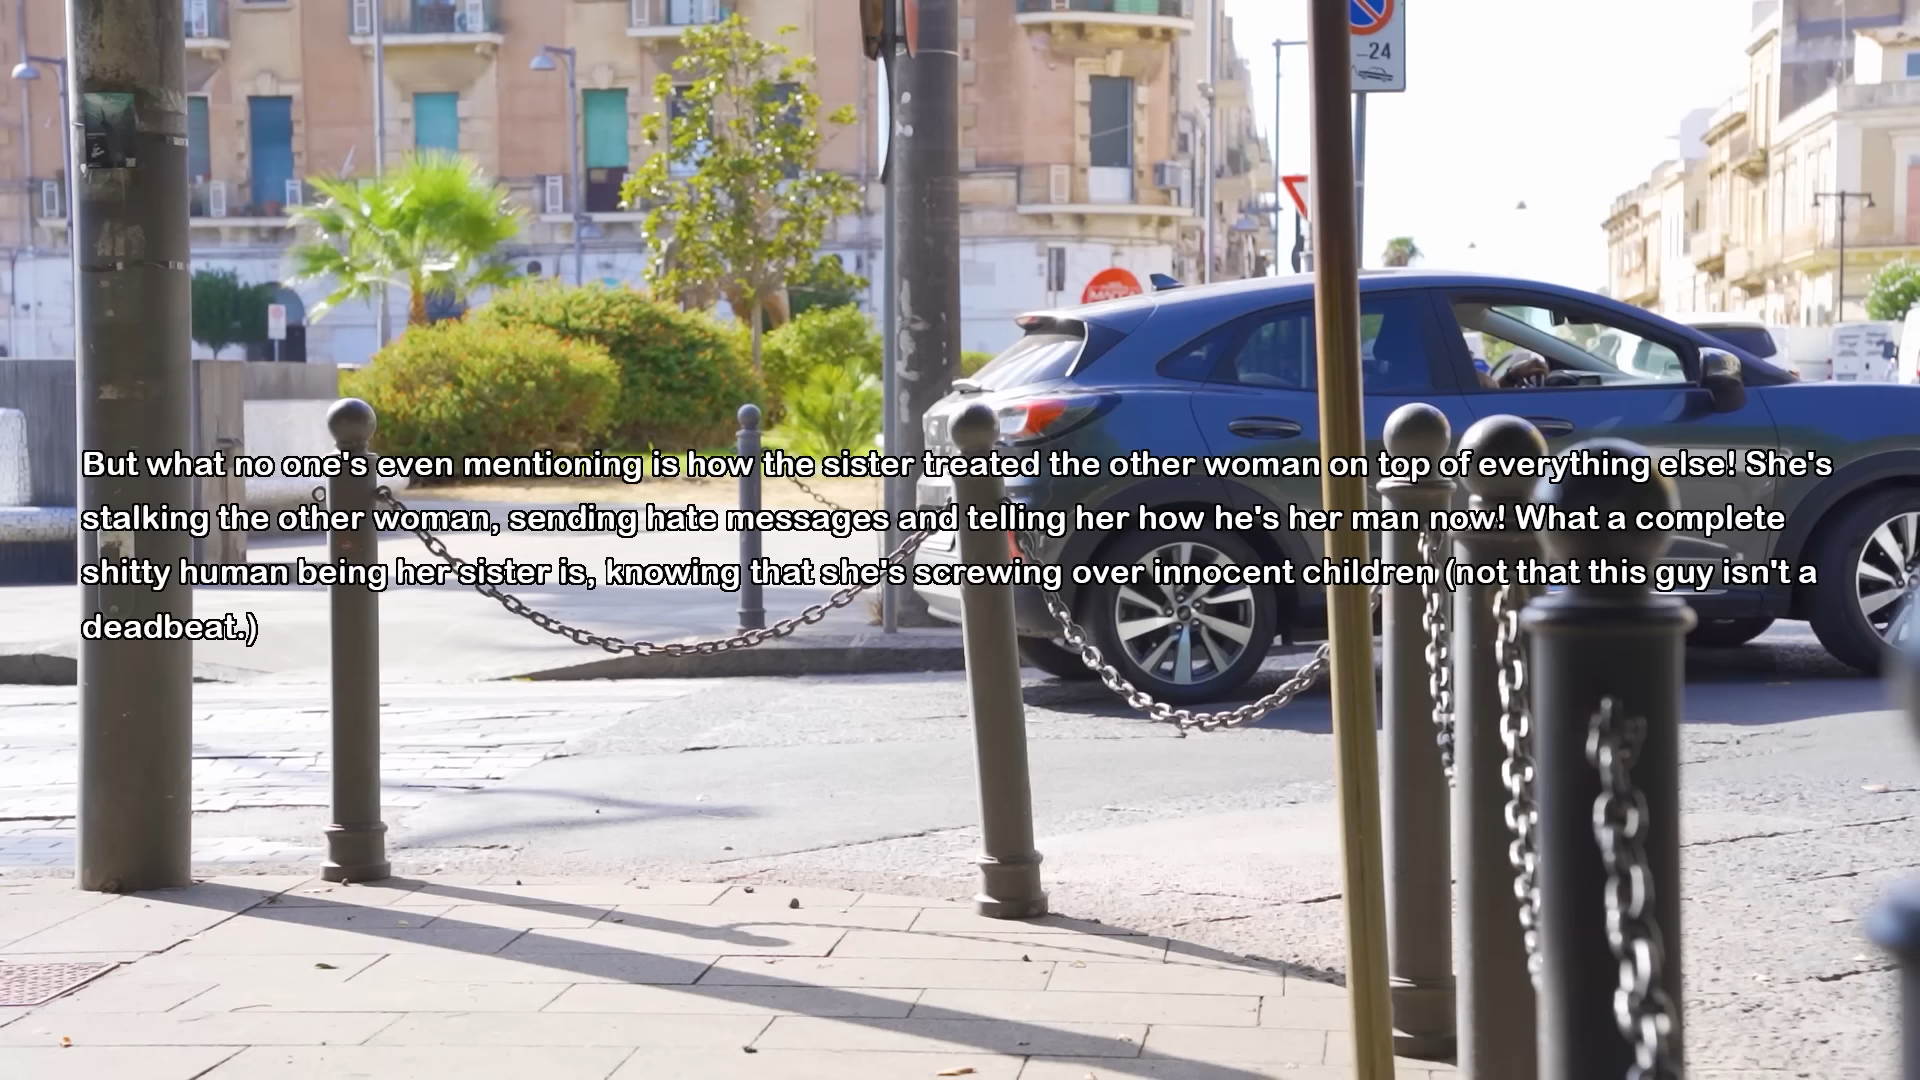 -24
MACCA
But what no one's even mentioning is how the sister treated the other woman on top of everything else! She's
stalking the other woman, sending hate messages and telling her how he's her man now! What a complete
shitty human being her sister is, knowing that she's screwing over innocent children (not that this guy isn't a
deadbeat.)